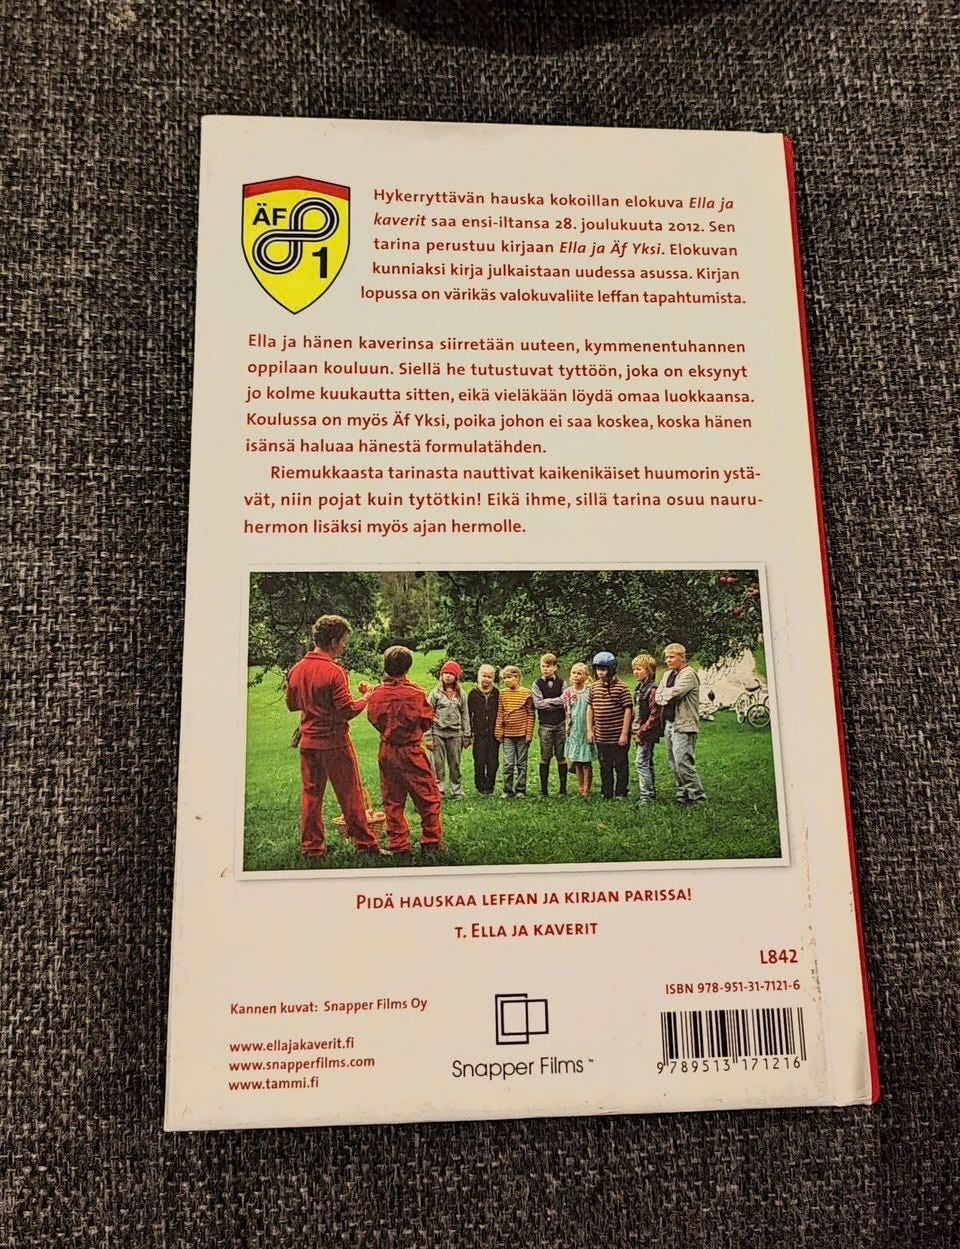 ÄF
1
Hykerryttävän hauska kokoillan elokuva Ella ja
kaverit saa ensi-iltansa 28. joulukuuta 2012. Sen
tarina perustuu kirjaan Ella ja Äf Yksi. Elokuvan
kunniaksi kirja julkaistaan uudessa asussa. Kirjan
lopussa on värikäs valokuvaliite leffan tapahtumista.
Ella ja hänen kaverinsa siirretään uuteen, kymmenentuhannen
oppilaan kouluun. Siellä he tutustuvat tyttöön, joka on eksynyt
jo kolme kuukautta sitten, eikä vieläkään löydä omaa luokkaansa.
Koulussa on myös Äf Yksi, poika johon ei saa koskea, koska hänen
isänsä haluaa hänestä formulatähden.
Riemukkaasta tarinasta nauttivat kaikenikäiset huumorin ystä-
vät, niin pojat kuin tytötkin! Eikä ihme, sillä tarina osuu nauru-
hermon lisäksi myös ajan hermolle.
PIDÄ HAUSKAA LEFFAN JA KIRJAN PARISSA!
T. ELLA JA KAVERIT
L842
ISBN 978-951-31-7121-6
Kannen kuvat: Snapper Films Oy
www.ellajakaverit.fi
www.snapperfilms.com
www.tammi.fi
Snapper Films™
9 789513 171216